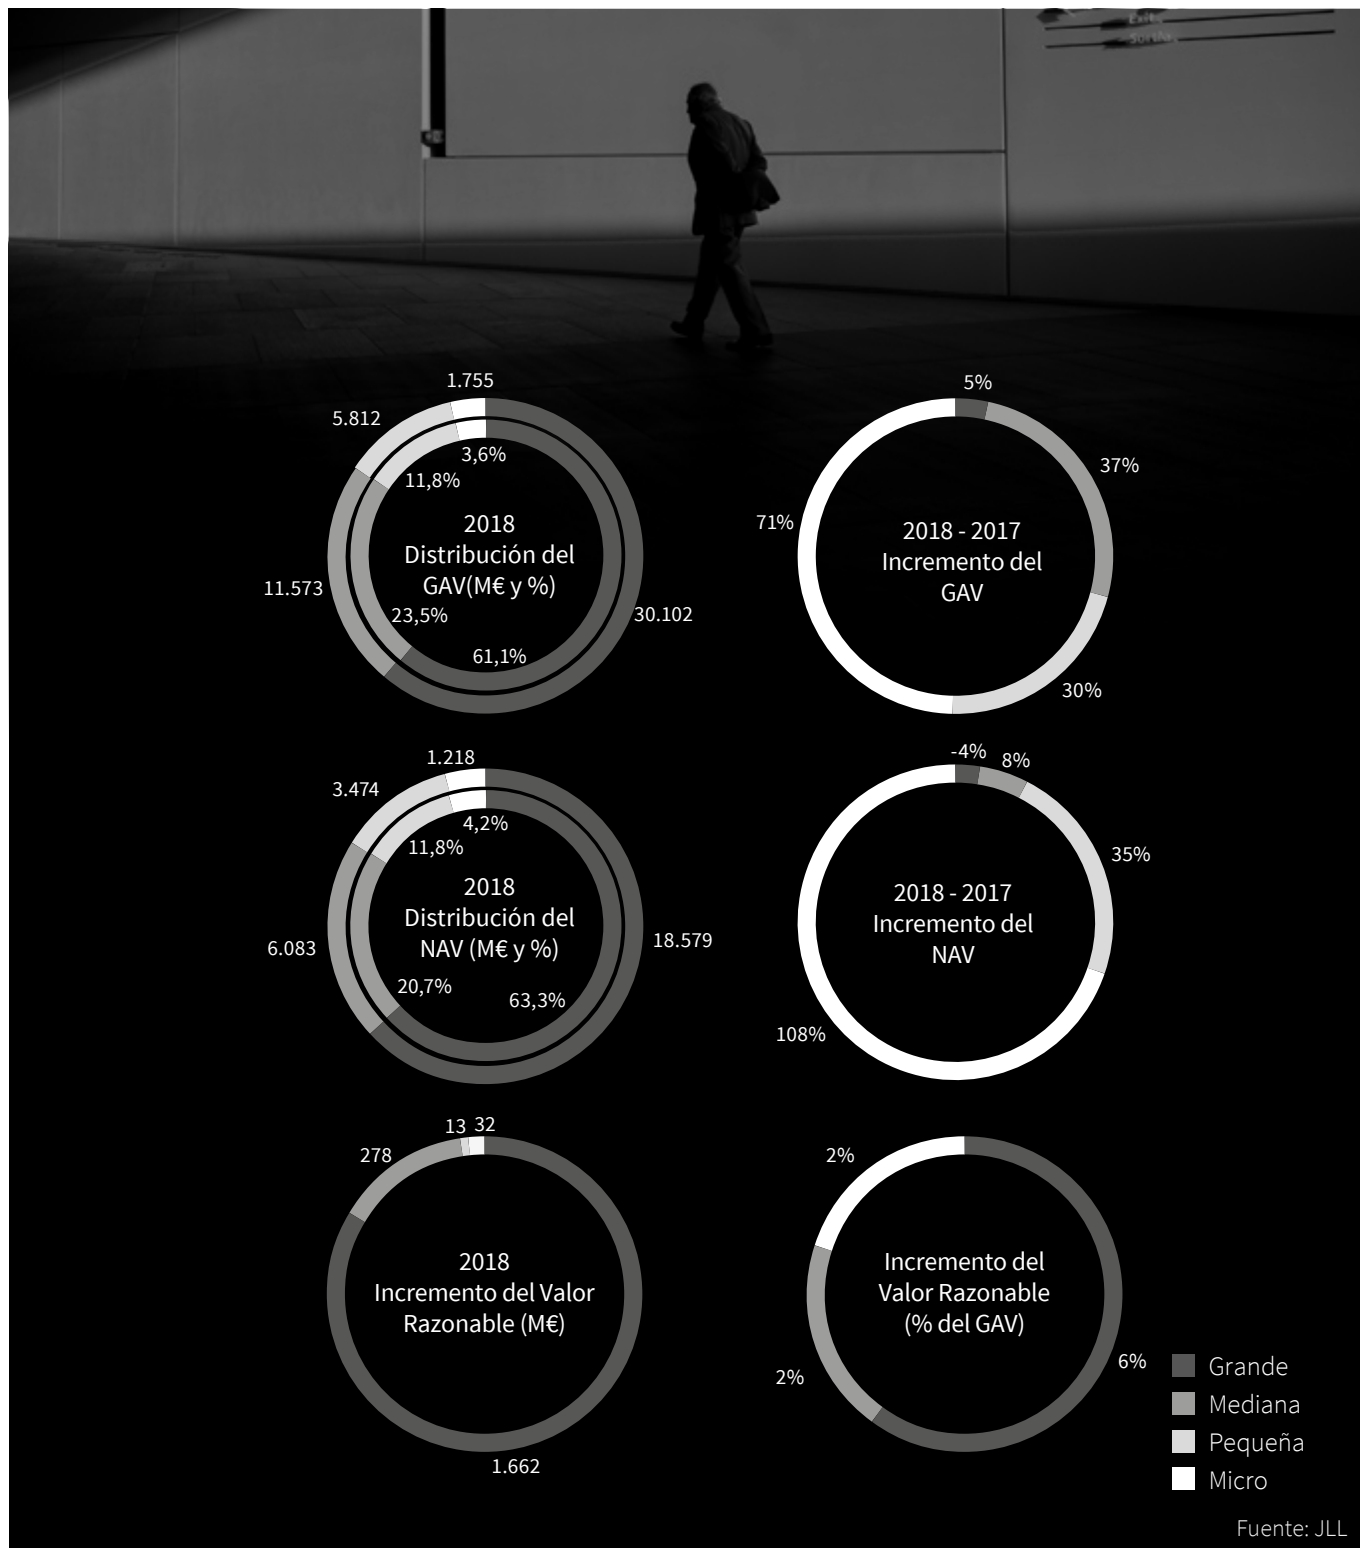 1.755
5.812
3,6%
11,8%
2018
Distribución del
GAV(M€ y %)
11.573
23,5%
30.102
61,1%
5%
37%
71%
2018 - 2017
Incremento del
GAV
30%
1.218
3.474
4,2%
11,8%
2018
Distribución del
NAV (M€ y %)
6.083
18.579
20,7%
63,3%
-4%
8%
35%
2018 - 2017
Incremento del
NAV
108%
13 32
278
2018
Incremento del Valor
Razonable (M€)
1.662
2%
Incremento del
Valor Razonable
(% del GAV)
2%
6%
Grande
Mediana
Pequeña
Micro
Fuente: JLL